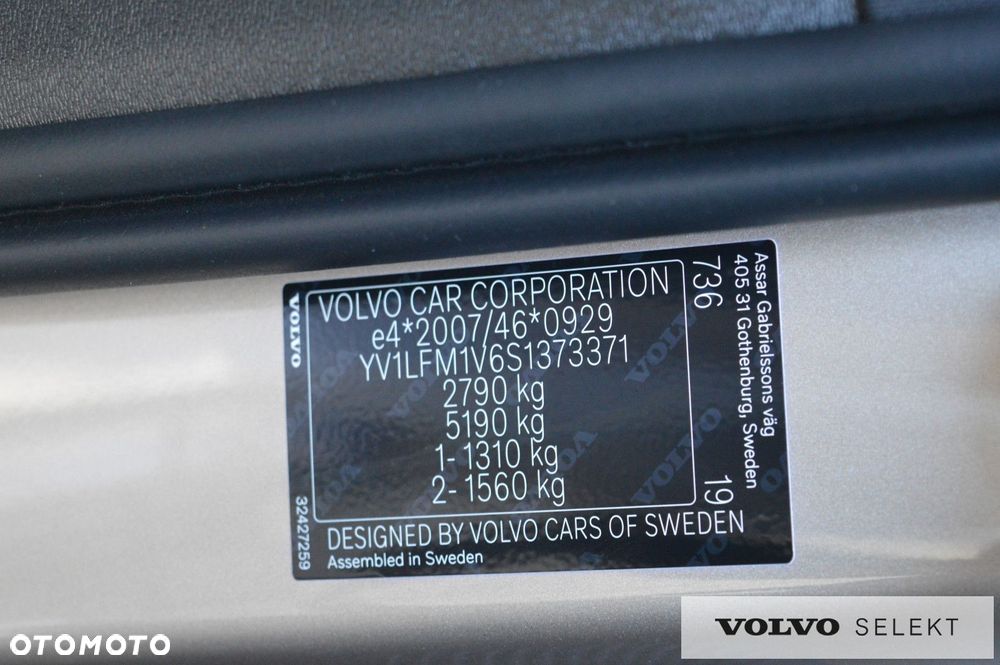 VOLVO CAR CORPORATION
e4*2007/46*0929
YV1LFM1V6S1373371
2790 kg
5190 kg
1- 1310 kg
2- 1560 kg
DESIGNED BY VOLVO CARS OF SWEDEN
Assembled in Sweden
VOLVO
32427259
736
19
Assar Gabrielssons väg
405 31 Gothenburg, Sweden
OTOMOTO
VOLVO SELEKT